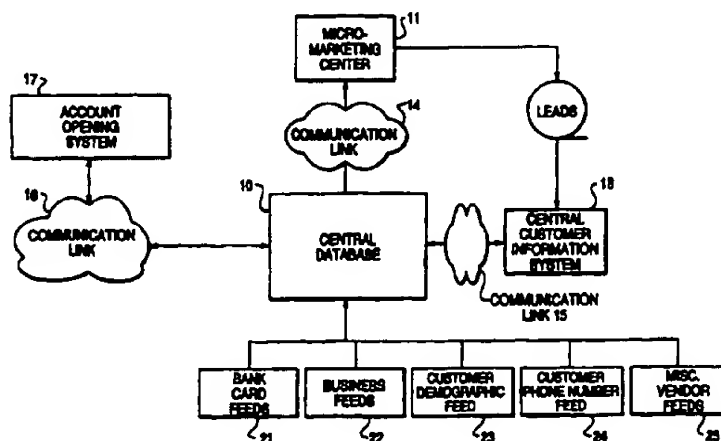 11
MICRO-
MARKETING
CENTER
17
ACCOUNT
OPENING
SYSTEM
14
COMMUNICATION
LINK
LEADS
16
COMMUNICATION
LINK
10
CENTRAL
DATABASE
18
CENTRAL
CUSTOMER
INFORMATION
SYSTEM
COMMUNICATION
LINK 15
BANK
CARD
FEEDS
BUSINESS
FEEDS
CUSTOMER
DEMOGRAPHIC
FEED
CUSTOMER
PHONE NUMBER
FEED
MISC.
VENDOR
FEEDS
21
22
23
24
25